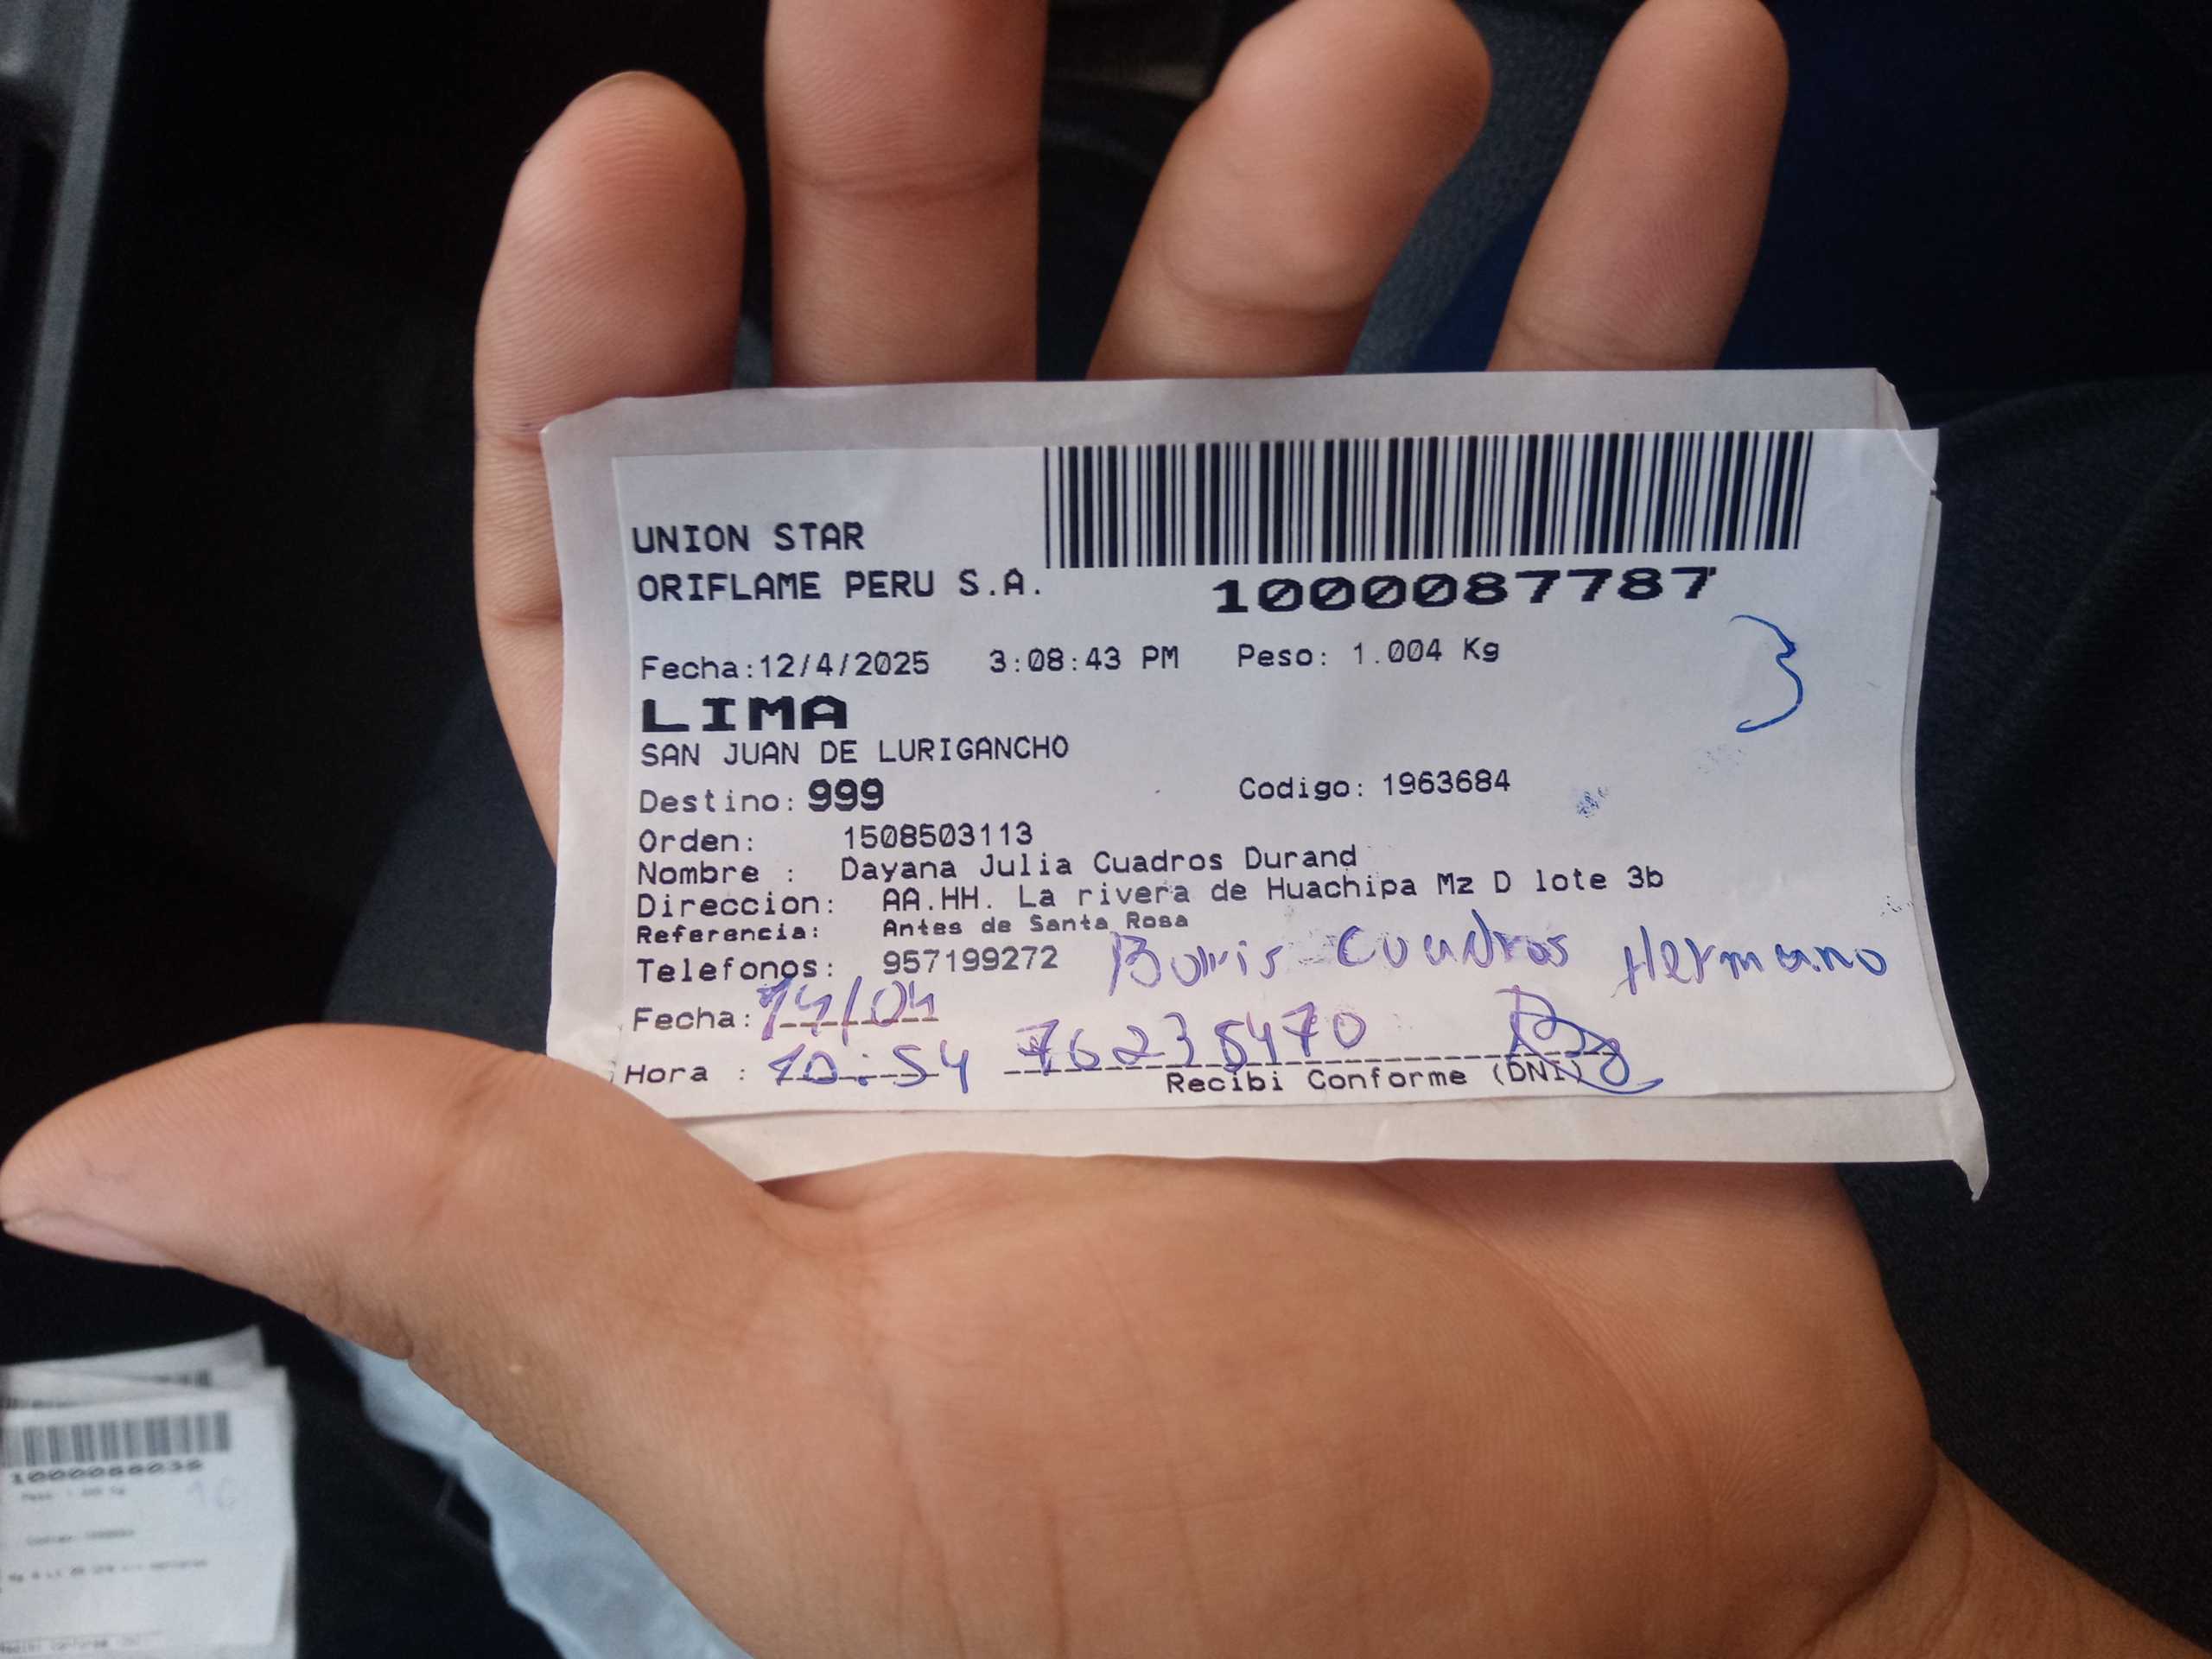 UNION STAR
ORIFLAME PERU S.A.
1000087787
Fecha:12/4/2025 3:08:43 PM Peso: 1.004 Kg
3
LIMA
SAN JUAN DE LURIGANCHO
Destino: 999 Codigo: 1963684
Orden: 1508503113
Nombre : Dayana Julia Cuadros Durand
Direccion: AA.HH. La rivera de Huachipa Mz D lote 3b
Referencia: Antes de Santa Rosa
Telefonos: 957199272 Cuadros Hermano
Fecha: 14/04
Hora : 10:54 76235470
Recibi Conforme (DNI)